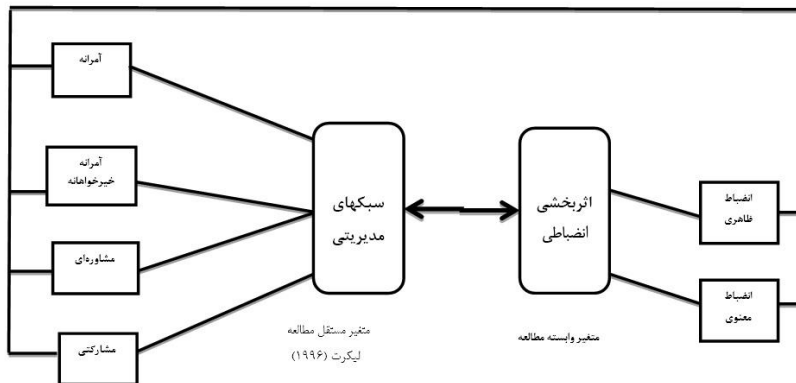 آمرانه
آمرانه
خیرخواهانه
مشاوره‌ای
مشارکتی
سبکهای
مدیریتی
متغیر مستقل مطالعه
لیکرت (۱۹۹۶)
اثربخشی
انضباطی
متغیر وابسته مطالعه
انضباط
ظاهری
انضباط
معنوی